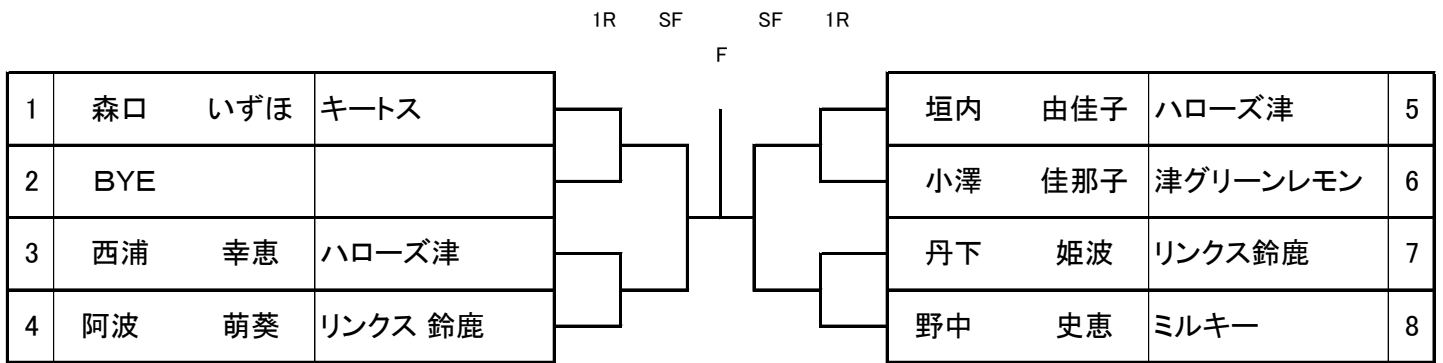 1R SF SF 1R
F
1 森口 いずほ キートス 垣内 由佳子 ハローズ津 5
2 BYE 小澤 佳那子 津グリーンレモン 6
3 西浦 幸恵 ハローズ津 丹下 姫波 リンクス鈴鹿 7
4 阿波 萌葵 リンクス 鈴鹿 野中 史恵 ミルキー 8